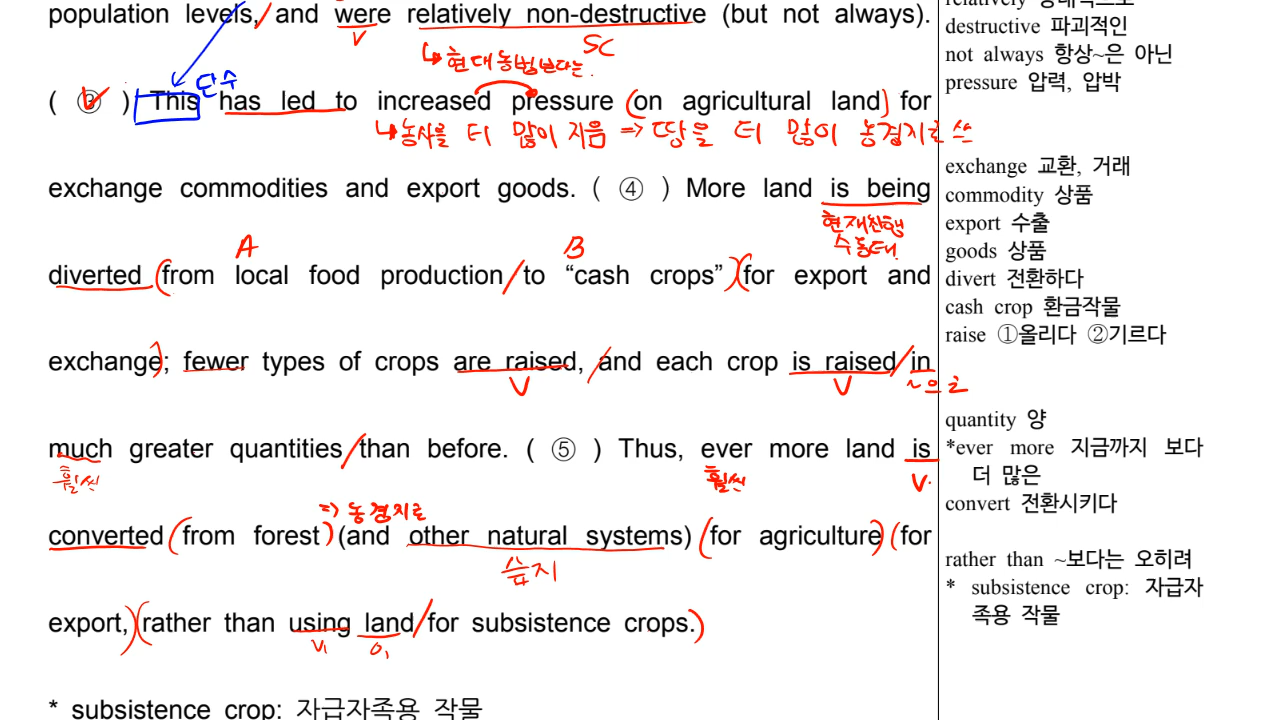 population levels, and were relatively non-destructive (but not always).
V
SC
↳ 현대농법보다는.
단수
( ③ ) This has led to increased pressure (on agricultural land) for
↳ 농사를 더 많이 지음 => 땅을 더 많이 농경지로 쓰
exchange commodities and export goods. ( ④ ) More land is being
현재진행
수동태.
A B
diverted (from local food production/to “cash crops”)(for export and
exchange); fewer types of crops are raised, /and each crop is raised/in
V V ~으로
much greater quantities/than before. ( ⑤ ) Thus, ever more land is
훨씬 훨씬 V.
=> 농경지로
converted (from forest) (and other natural systems) (for agriculture) (for
습지
export,)(rather than using land/for subsistence crops.)
V₁ O₁
* subsistence crop: 자급자족용 작물
destructive 파괴적인
not always 항상~은 아닌
pressure 압력, 압박
exchange 교환, 거래
commodity 상품
export 수출
goods 상품
divert 전환하다
cash crop 환금작물
raise ①올리다 ②기르다
quantity 양
*ever more 지금까지 보다
더 많은
convert 전환시키다
rather than ~보다는 오히려
* subsistence crop: 자급자
족용 작물